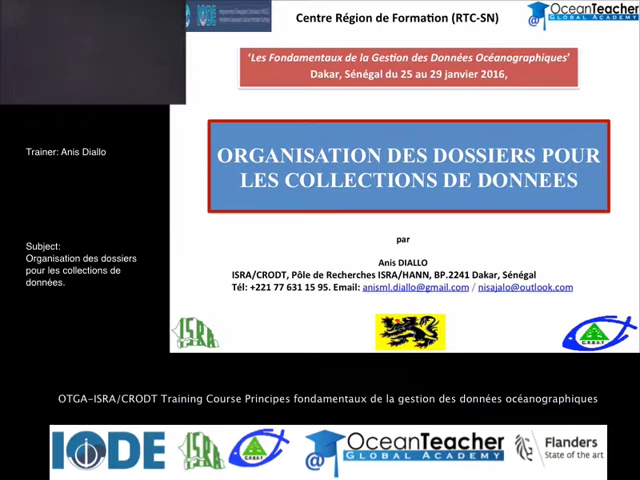 IODE
Centre Région de Formation (RTC-SN)
OceanTeacher
GLOBAL ACADEMY
'Les Fondamentaux de la Gestion des Données Océanographiques'
Dakar, Sénégal du 25 au 29 janvier 2016,
Trainer: Anis Diallo
ORGANISATION DES DOSSIERS POUR
LES COLLECTIONS DE DONNEES
par
Subject:
Organisation des dossiers
pour les collections de
données.
Anis DIALLO
ISRA/CRODT, Pôle de Recherches ISRA/HANN, BP.2241 Dakar, Sénégal
Tél: +221 77 631 15 95. Email: anisml.diallo@gmail.com / nisajalo@outlook.com
ISRA
OTGA-ISRA/CRODT Training Course Principes fondamentaux de la gestion des données océanographiques
IODE
ISRA
@
OceanTeacher
GLOBAL ACADEMY
Flanders
State of the art